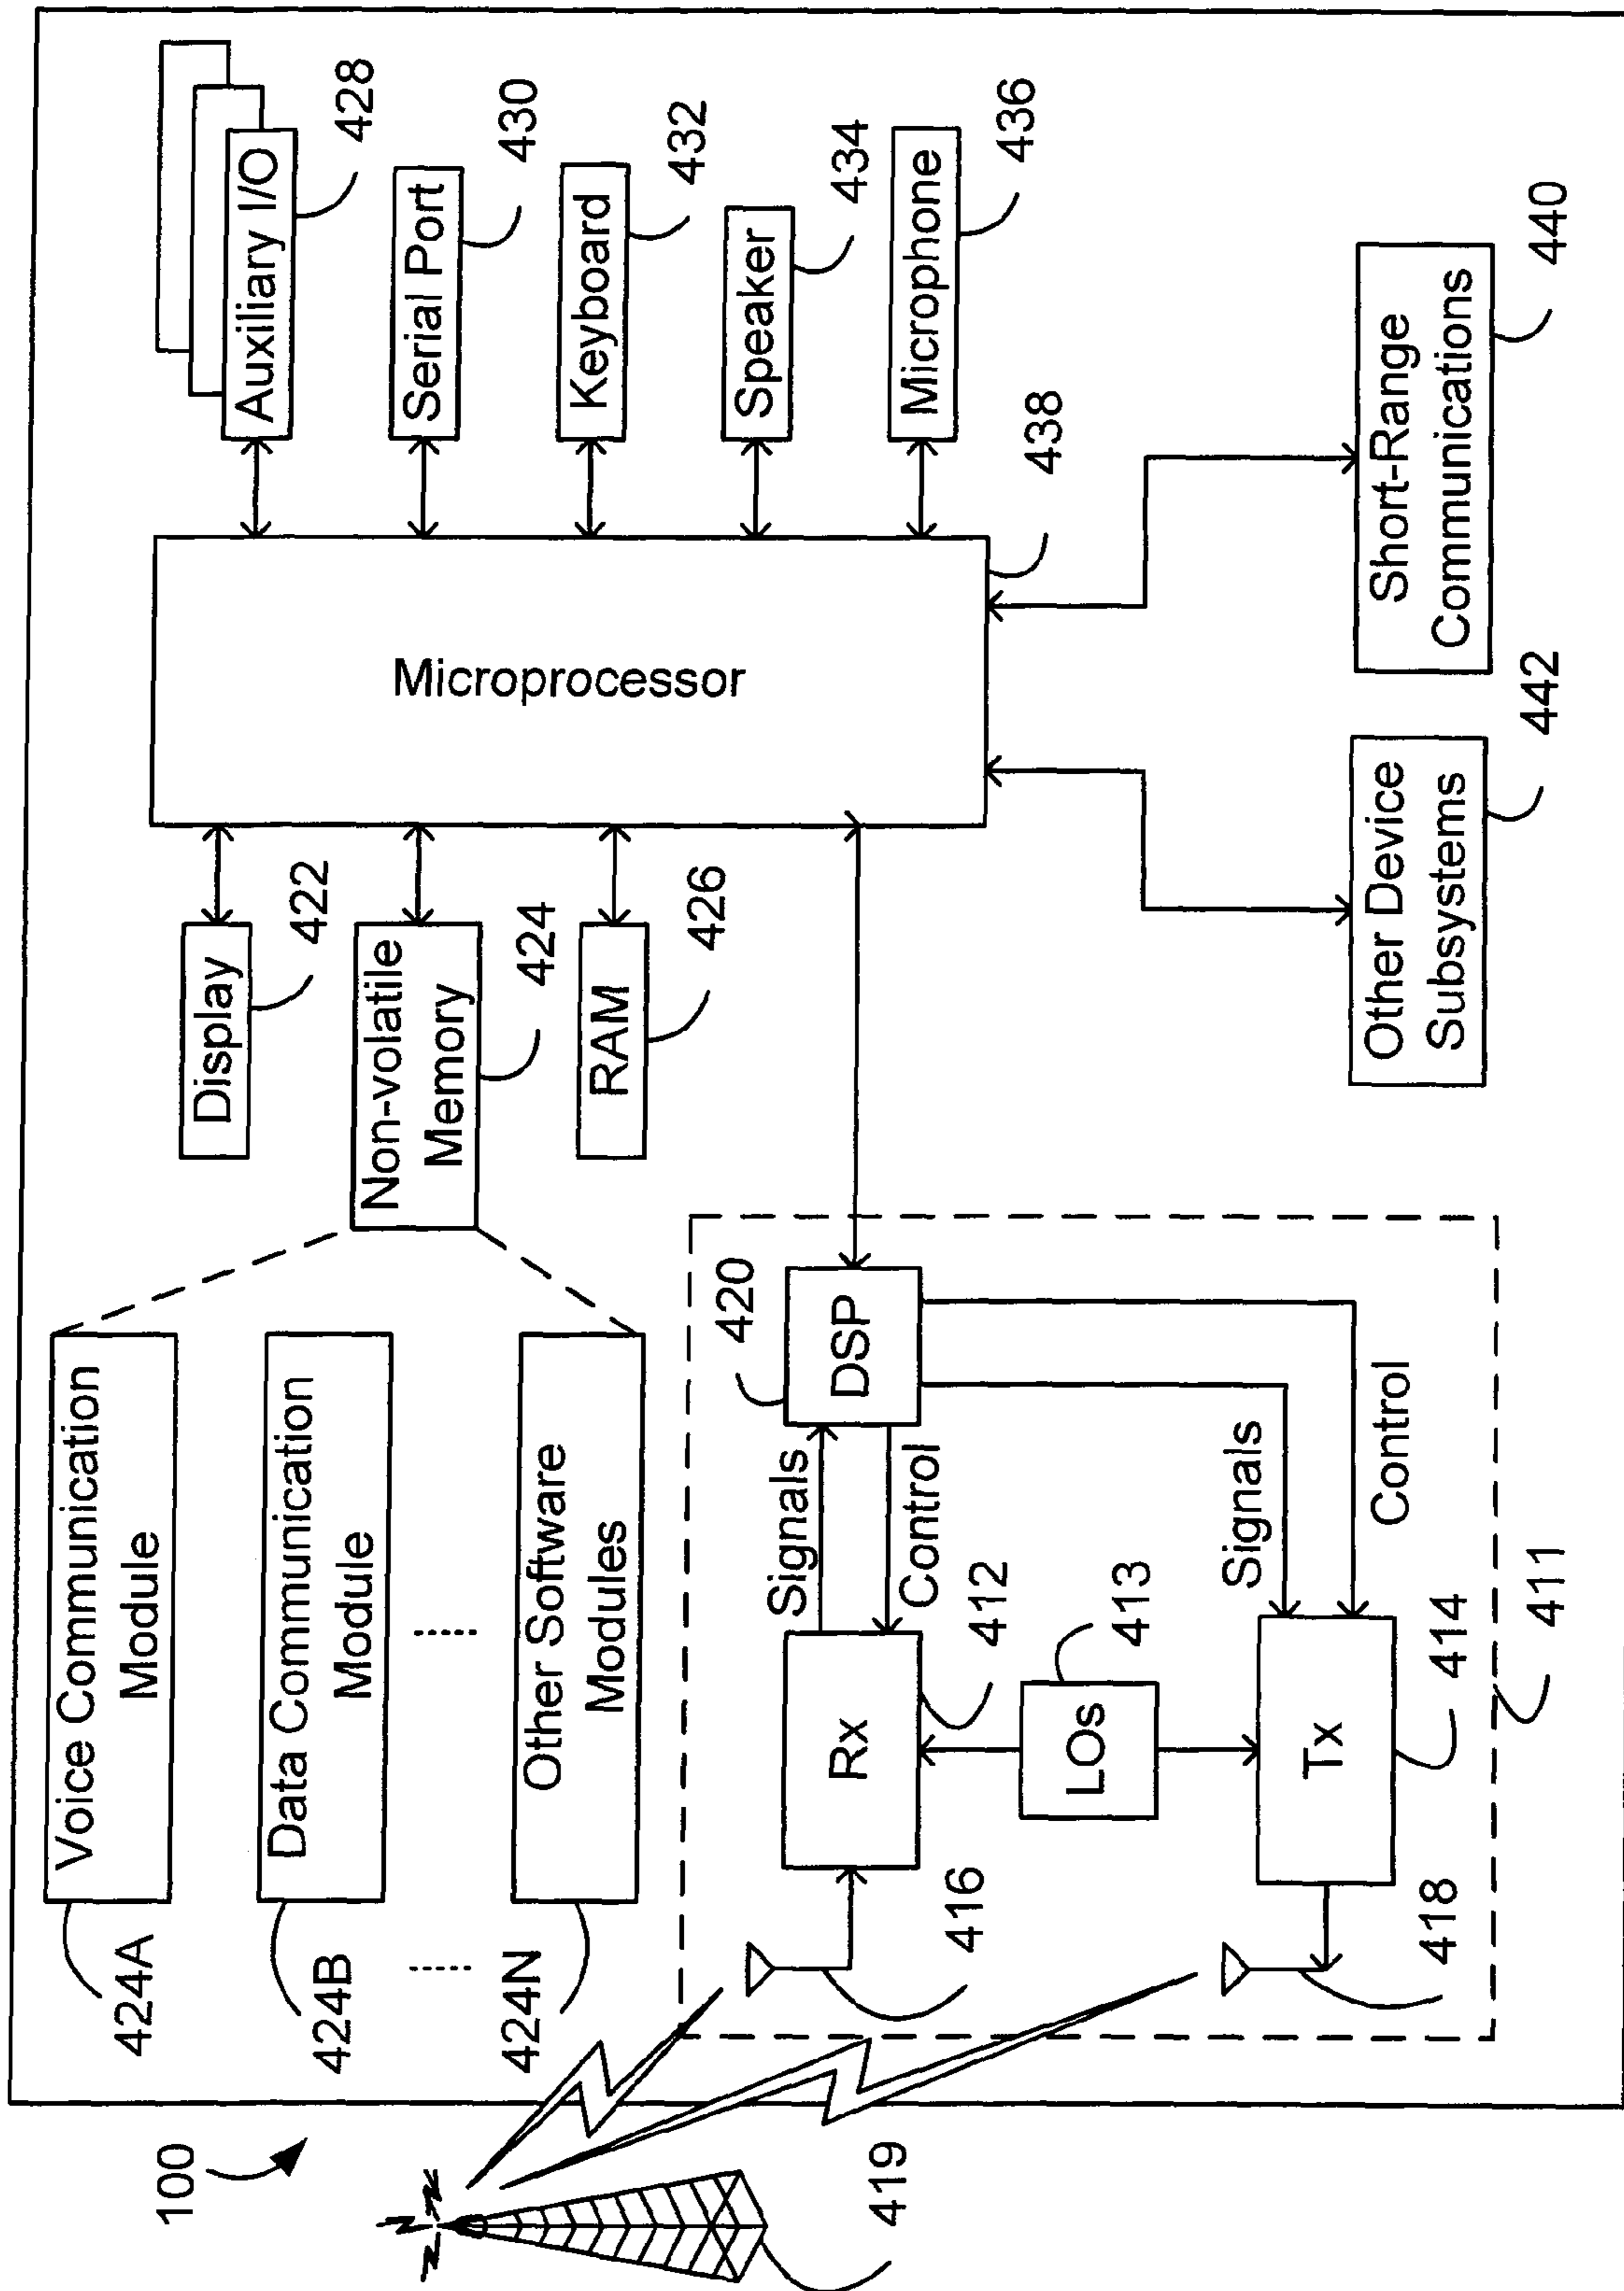 100
419
424A
Voice Communication
Module
424B
Data Communication
Module
424N
Other Software
Modules
Display
422
Non-volatile
Memory
424
RAM
426
Microprocessor
438
Auxiliary I/O
428
Serial Port
430
Keyboard
432
Speaker
434
Microphone
436
Short-Range
Communications
440
Other Device
Subsystems
442
DSP
420
Signals
Control
Rx
412
416
LOs
413
Signals
Control
Tx
414
418
411